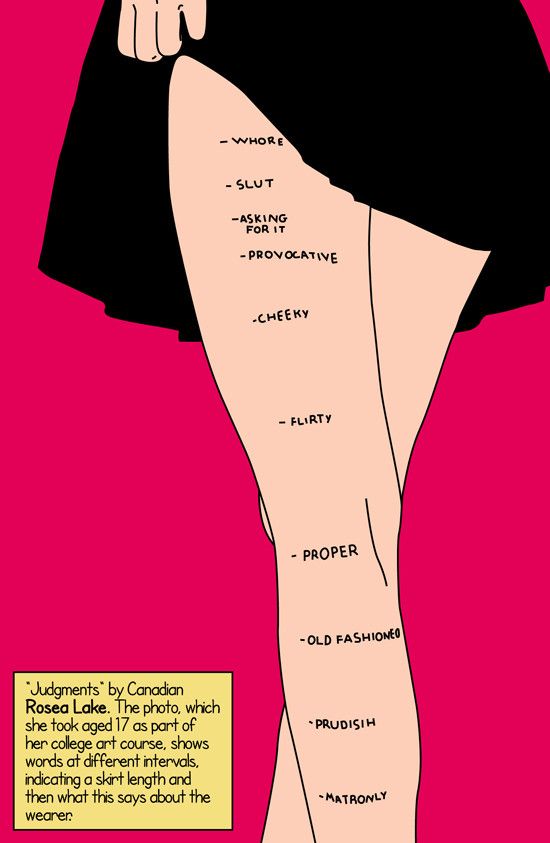 - WHORE
- SLUT
- ASKING
FOR IT
- PROVOCATIVE
- CHEEKY
- FLIRTY
- PROPER
- OLD FASHIONED
- PRUDISH
- MATRONLY
"Judgments" by Canadian
Rosea Lake. The photo, which
she took aged 17 as part of
her college art course, shows
words at different intervals,
indicating a skirt length and
then what this says about the
wearer.